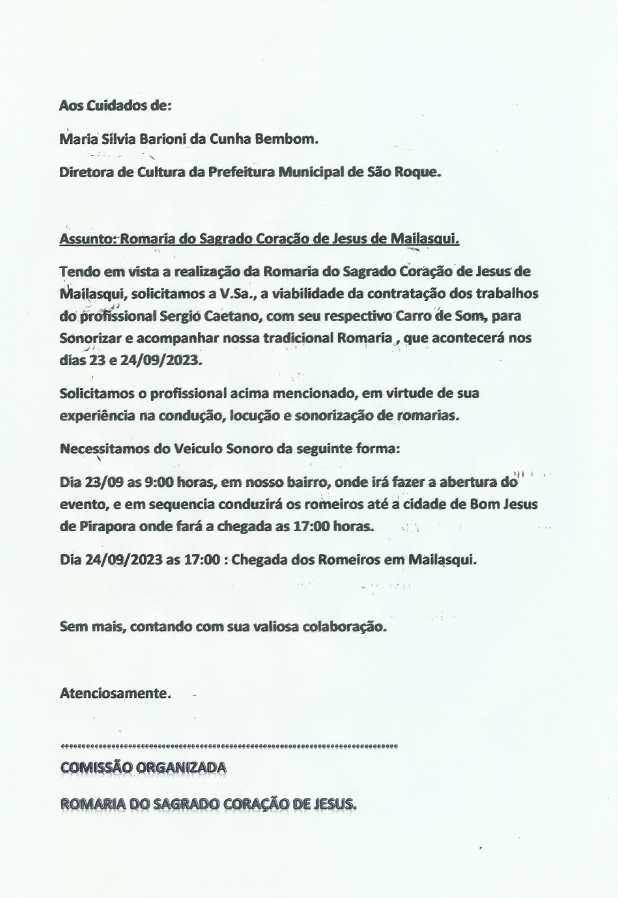 Aos Cuidados de:
Maria Silvia Barioni da Cunha Bembom.
Diretora de Cultura da Prefeitura Municipal de São Roque.
Assunto: Romaria do Sagrado Coração de Jesus de Mailasqui.
Tendo em vista a realização da Romaria do Sagrado Coração de Jesus de
Mailasqui, solicitamos a V.Sa., a viabilidade da contratação dos trabalhos
do profissional Sergio Caetano, com seu respectivo Carro de Som, para
Sonorizar e acompanhar nossa tradicional Romaria , que acontecerá nos
dias 23 e 24/09/2023.
Solicitamos o profissional acima mencionado, em virtude de sua
experiência na condução, locução e sonorização de romarias.
Necessitamos do Veiculo Sonoro da seguinte forma:
Dia 23/09 as 9:00 horas, em nosso bairro, onde irá fazer a abertura do
evento, e em sequencia conduzirá os romeiros até a cidade de Bom Jesus
de Pirapora onde fará a chegada as 17:00 horas.
Dia 24/09/2023 as 17:00 : Chegada dos Romeiros em Mailasqui.
Sem mais, contando com sua valiosa colaboração.
Atenciosamente.
COMISSÃO ORGANIZADA
ROMARIA DO SAGRADO CORAÇÃO DE JESUS.